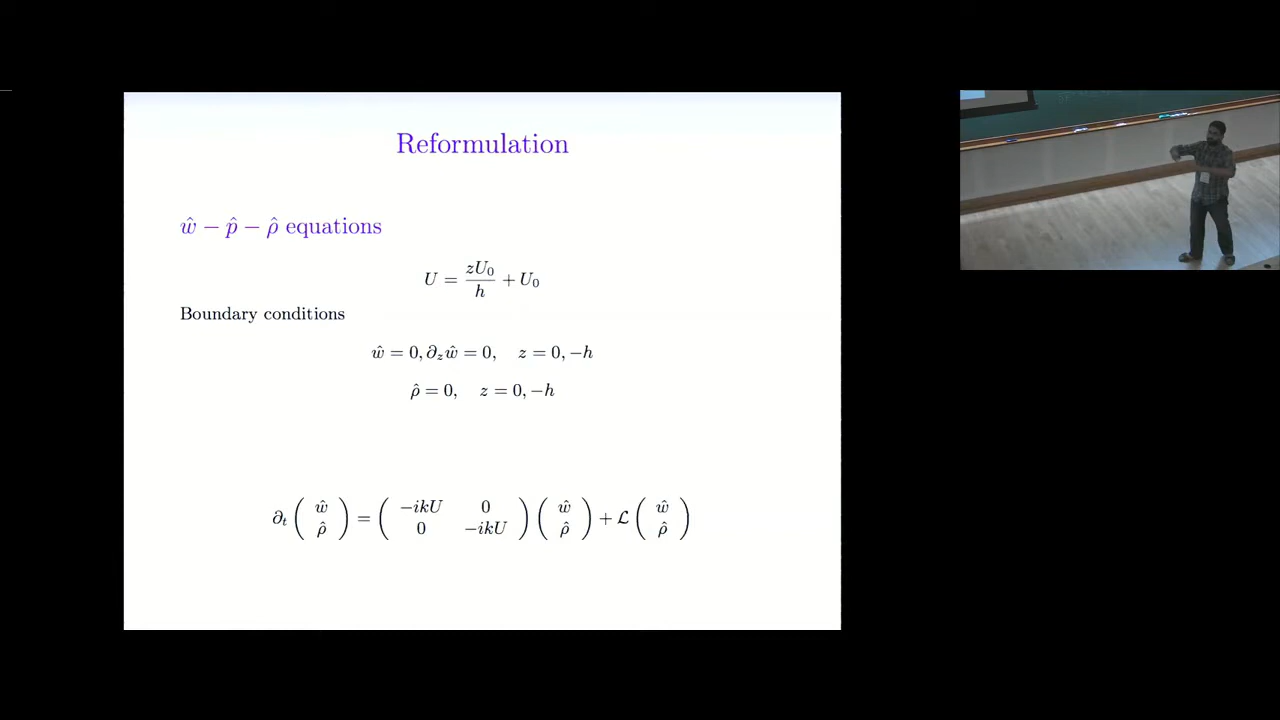 Reformulation
ŵ − p̂ − ρ̂ equations
U = zU₀/h + U₀
Boundary conditions
ŵ = 0, ∂_z ŵ = 0, z = 0, −h
ρ̂ = 0, z = 0, −h
∂_t ( ŵ ; ρ̂ ) = ( −ikU 0 ; 0 −ikU ) ( ŵ ; ρ̂ ) + ℒ ( ŵ ; ρ̂ )